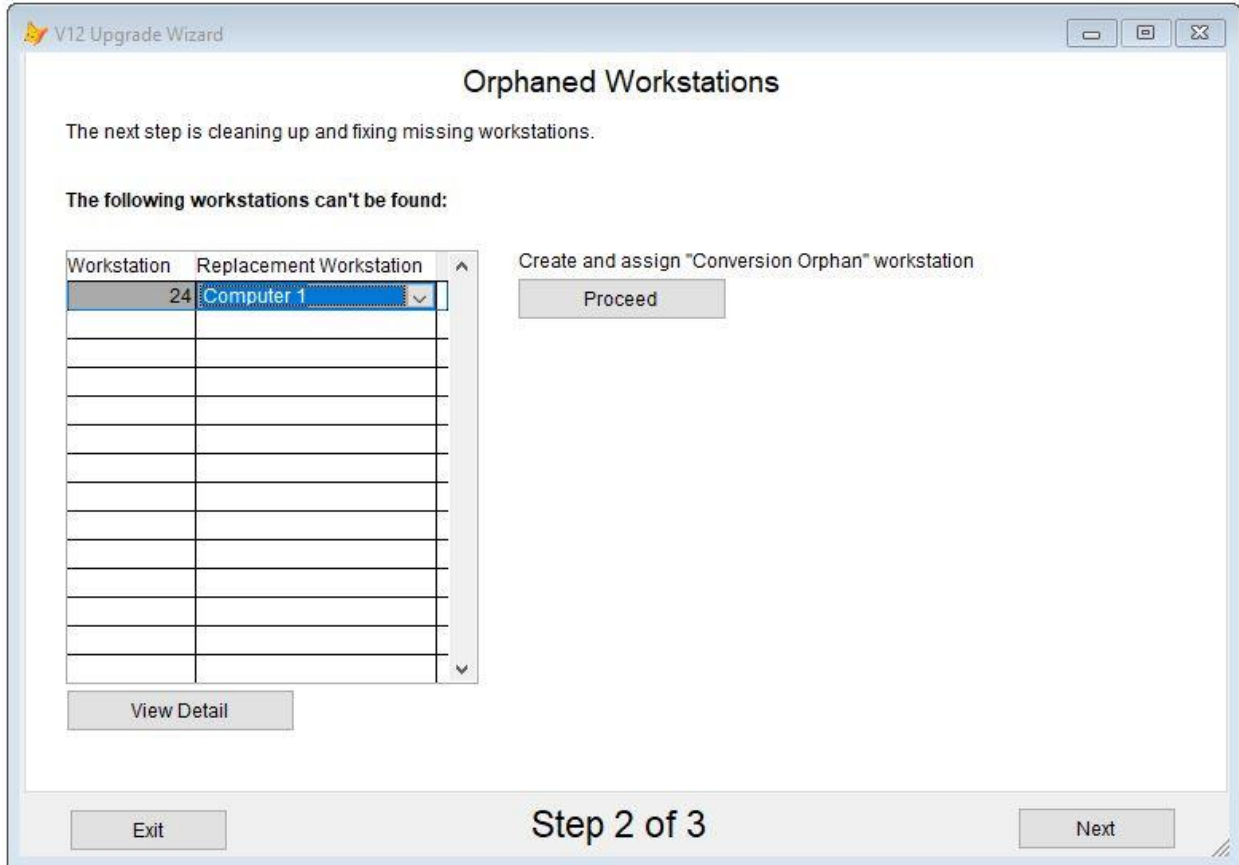 V12 Upgrade Wizard
Orphaned Workstations
The next step is cleaning up and fixing missing workstations.
The following workstations can't be found:
Workstation Replacement Workstation
24 Computer 1
Create and assign "Conversion Orphan" workstation
Proceed
View Detail
Exit
Step 2 of 3
Next